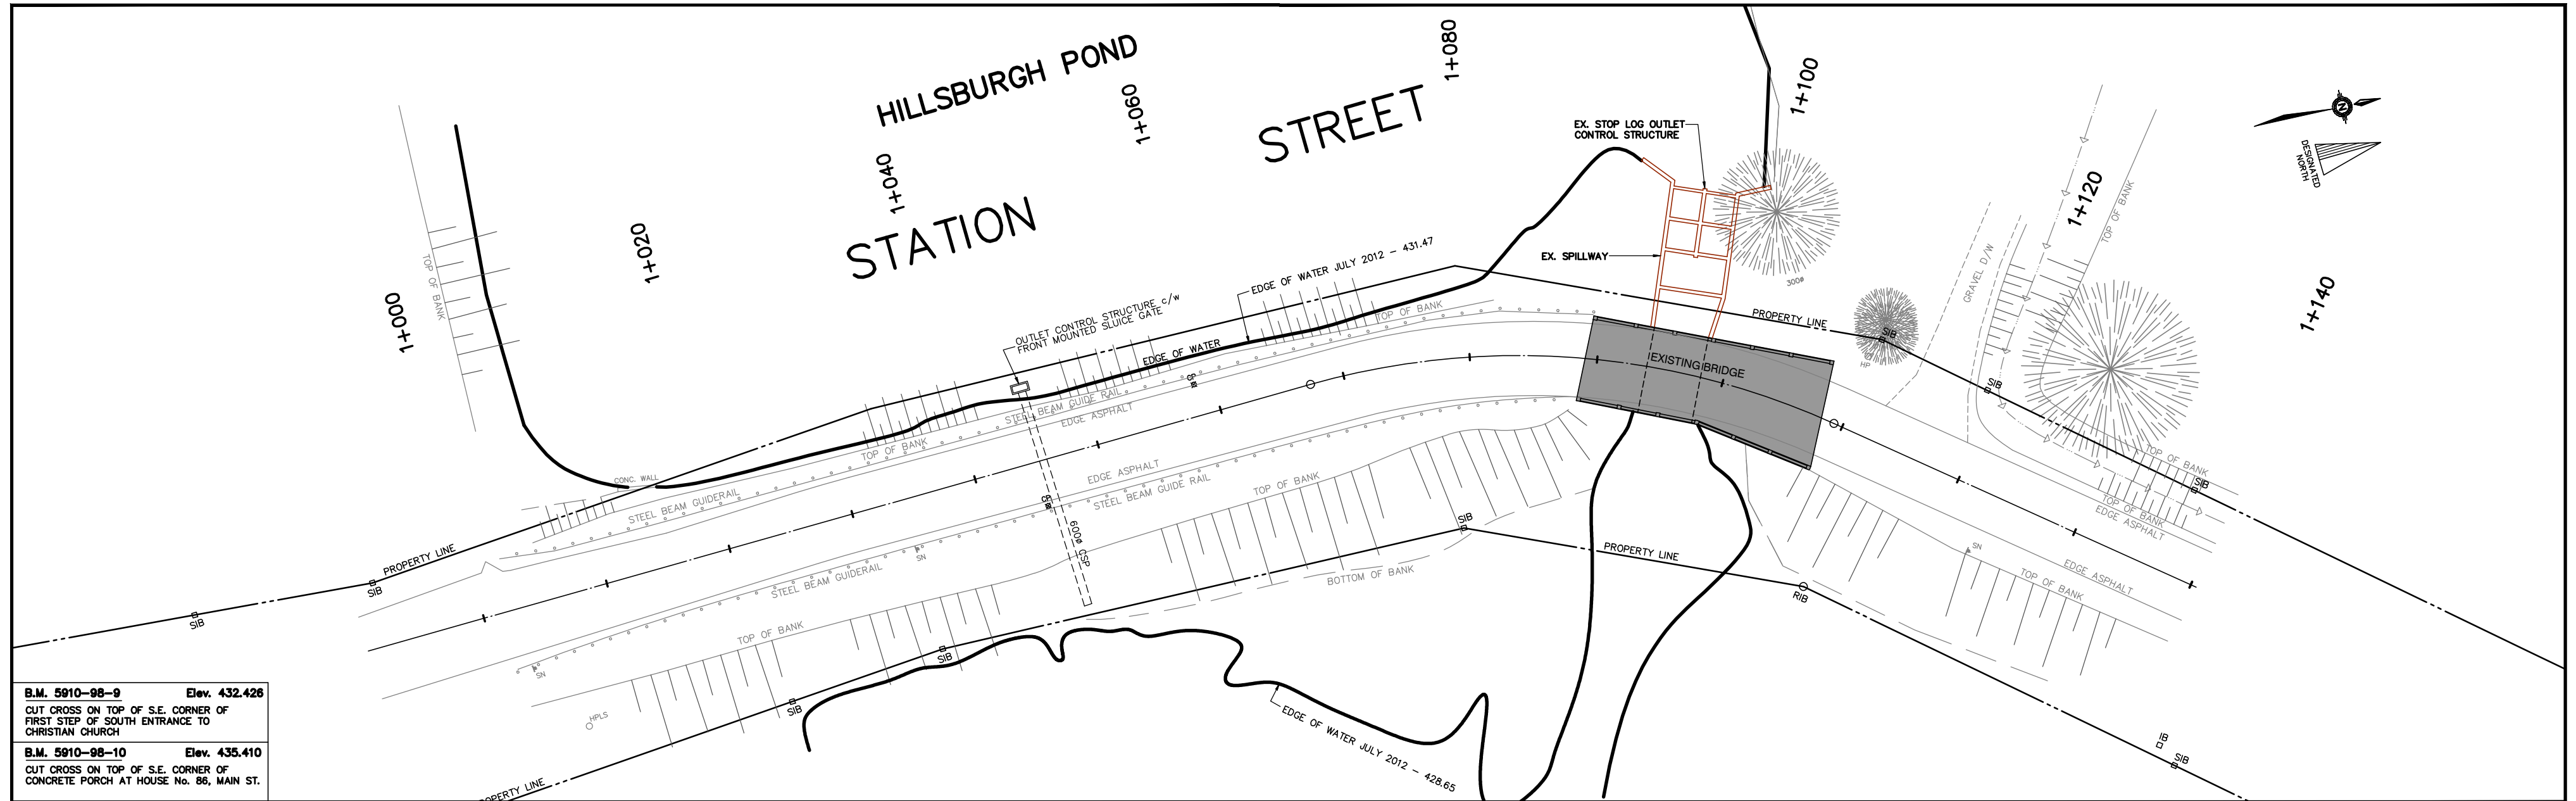 HILLSBURGH POND
STATION STREET
1+000
1+020
1+040
1+060
1+080
1+100
1+120
1+140
N
DESIGNATED
NORTH
EX. STOP LOG OUTLET
CONTROL STRUCTURE
EX. SPILLWAY
300ø
GRAVEL D/W
TOP OF BANK
TOP OF BANK
EDGE OF WATER JULY 2012 - 431.47
OUTLET CONTROL STRUCTURE c/w
FRONT MOUNTED SLUICE GATE
EDGE OF WATER
TOP OF BANK
PROPERTY LINE
SIB
HP
SIB
EXISTING BRIDGE
CP
STEEL BEAM GUIDE RAIL
EDGE ASPHALT
TOP OF BANK
CONC. WALL
STEEL BEAM GUIDERAIL
EDGE ASPHALT
STEEL BEAM GUIDE RAIL
TOP OF BANK
CP
600ø CSP
TOP OF BANK
SIB
TOP OF BANK
EDGE ASPHALT
PROPERTY LINE
SIB
SIB
SN
STEEL BEAM GUIDERAIL
SIB
PROPERTY LINE
BOTTOM OF BANK
RIB
SN
EDGE ASPHALT
TOP OF BANK
TOP OF BANK
SIB
SN
HPLS
SIB
EDGE OF WATER JULY 2012 - 428.65
IB
SIB
PROPERTY LINE
B.M. 5910-98-9 Elev. 432.426
CUT CROSS ON TOP OF S.E. CORNER OF
FIRST STEP OF SOUTH ENTRANCE TO
CHRISTIAN CHURCH
B.M. 5910-98-10 Elev. 435.410
CUT CROSS ON TOP OF S.E. CORNER OF
CONCRETE PORCH AT HOUSE No. 86, MAIN ST.